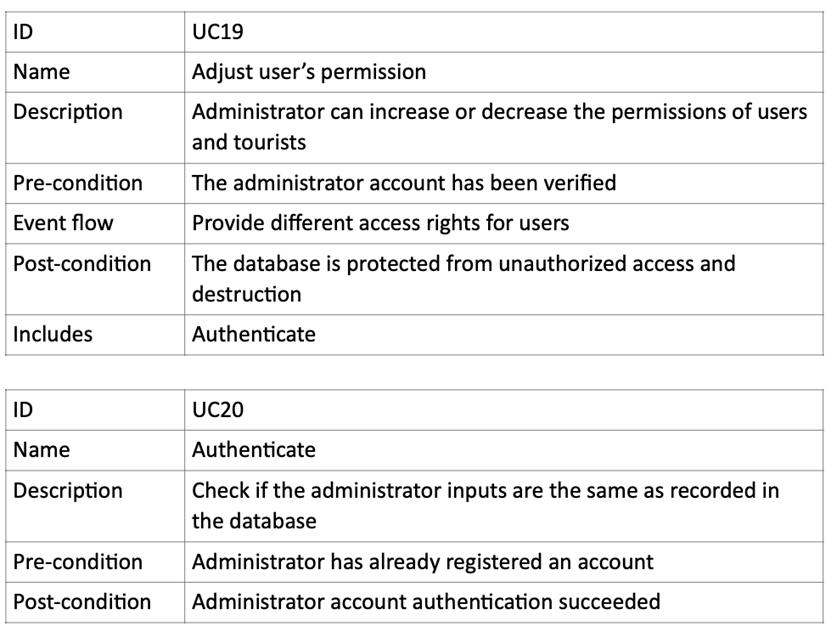 ID UC19
Name Adjust user’s permission
Description Administrator can increase or decrease the permissions of users
and tourists
Pre-condition The administrator account has been verified
Event flow Provide different access rights for users
Post-condition The database is protected from unauthorized access and
destruction
Includes Authenticate
ID UC20
Name Authenticate
Description Check if the administrator inputs are the same as recorded in
the database
Pre-condition Administrator has already registered an account
Post-condition Administrator account authentication succeeded